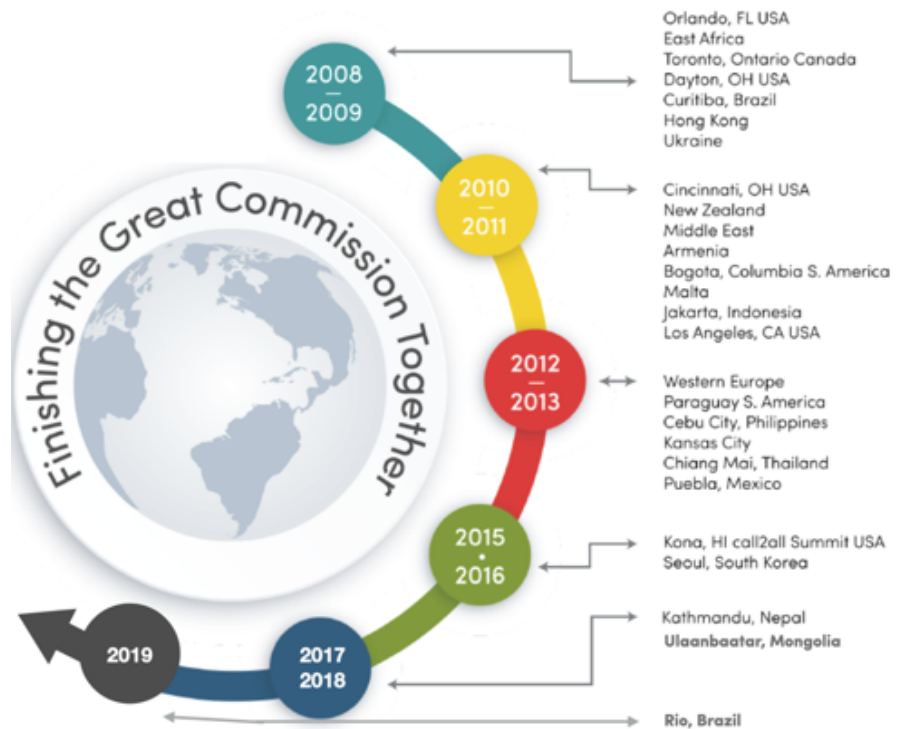 Finishing the Great Commission Together
2008
—
2009
Orlando, FL USA
East Africa
Toronto, Ontario Canada
Dayton, OH USA
Curitiba, Brazil
Hong Kong
Ukraine
2010
—
2011
Cincinnati, OH USA
New Zealand
Middle East
Armenia
Bogota, Columbia S. America
Malta
Jakarta, Indonesia
Los Angeles, CA USA
2012
—
2013
Western Europe
Paraguay S. America
Cebu City, Philippines
Kansas City
Chiang Mai, Thailand
Puebla, Mexico
2015
•
2016
Kona, HI call2all Summit USA
Seoul, South Korea
2017
2018
Kathmandu, Nepal
Ulaanbaatar, Mongolia
2019
Rio, Brazil